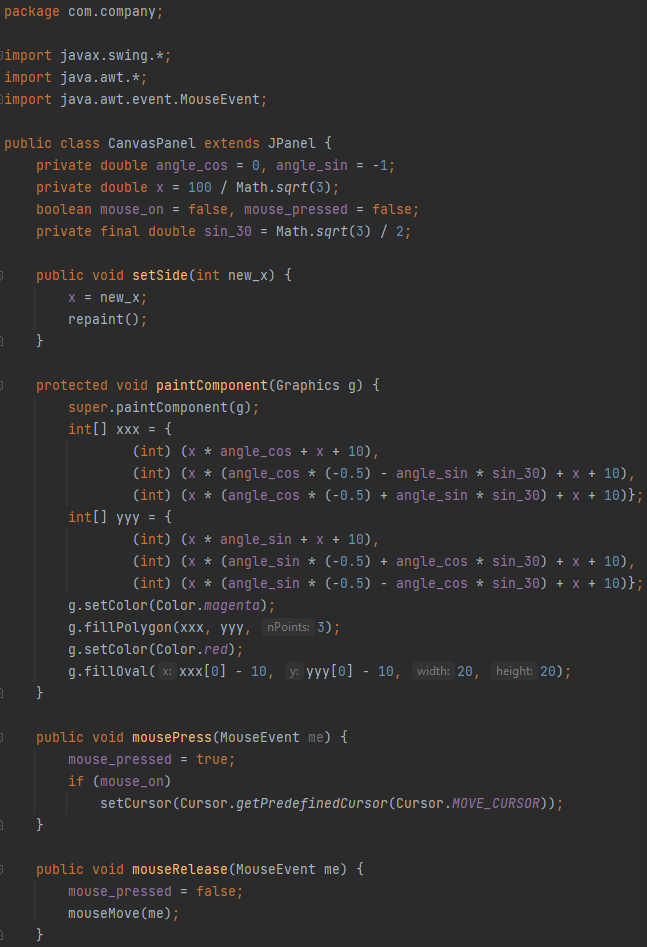 package com.company;
import javax.swing.*;
import java.awt.*;
import java.awt.event.MouseEvent;
public class CanvasPanel extends JPanel {
    private double angle_cos = 0, angle_sin = -1;
    private double x = 100 / Math.sqrt(3);
    boolean mouse_on = false, mouse_pressed = false;
    private final double sin_30 = Math.sqrt(3) / 2;
    public void setSide(int new_x) {
        x = new_x;
        repaint();
    }
    protected void paintComponent(Graphics g) {
        super.paintComponent(g);
        int[] xxx = {
                (int) (x * angle_cos + x + 10),
                (int) (x * (angle_cos * (-0.5) - angle_sin * sin_30) + x + 10),
                (int) (x * (angle_cos * (-0.5) + angle_sin * sin_30) + x + 10)};
        int[] yyy = {
                (int) (x * angle_sin + x + 10),
                (int) (x * (angle_sin * (-0.5) + angle_cos * sin_30) + x + 10),
                (int) (x * (angle_sin * (-0.5) - angle_cos * sin_30) + x + 10)};
        g.setColor(Color.magenta);
        g.fillPolygon(xxx, yyy, nPoints: 3);
        g.setColor(Color.red);
        g.fillOval( x: xxx[0] - 10, y: yyy[0] - 10, width: 20, height: 20);
    }
    public void mousePress(MouseEvent me) {
        mouse_pressed = true;
        if (mouse_on)
            setCursor(Cursor.getPredefinedCursor(Cursor.MOVE_CURSOR));
    }
    public void mouseRelease(MouseEvent me) {
        mouse_pressed = false;
        mouseMove(me);
    }